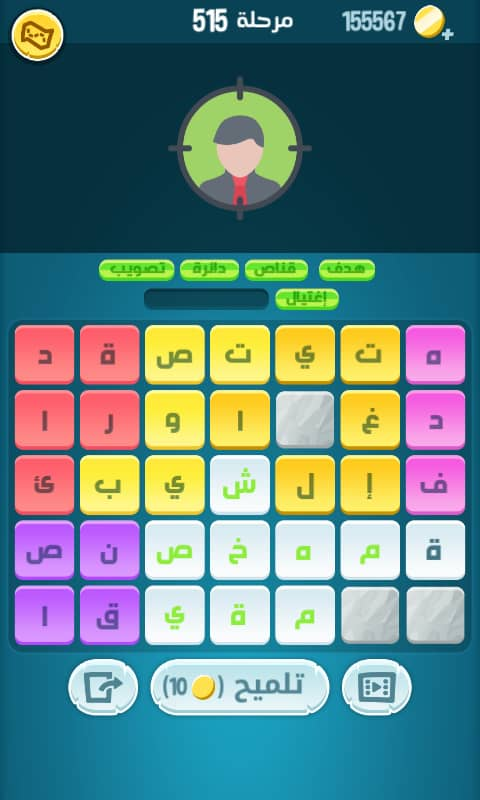 مرحلة 515 155567
هدف قناص دائرة تصويب
إغتيال
ه ت ي ت ص ة د
د غ ا و ر ا
ف إ ل ش ي ب ئ
ة م ه خ ص ن ص
م ة ي ق ا
تلميح (10)